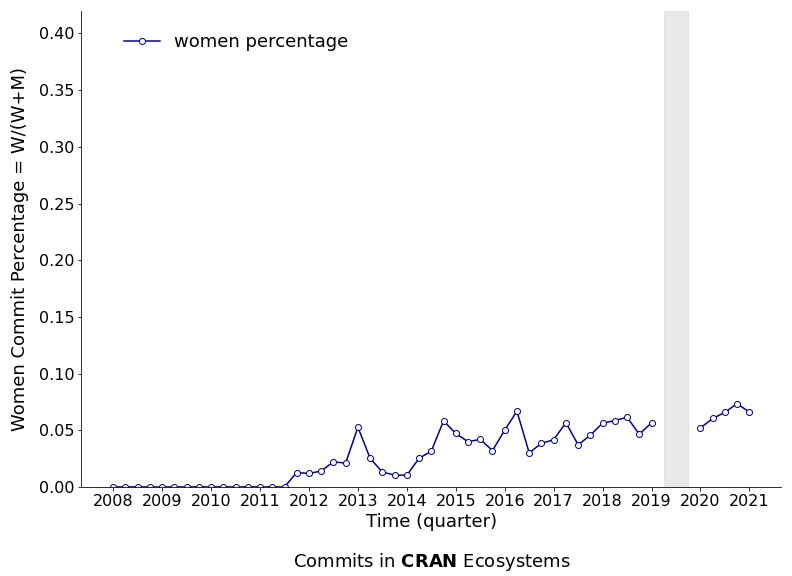 women percentage
Women Commit Percentage = W/(W+M)
0.40
0.35
0.30
0.25
0.20
0.15
0.10
0.05
0.00
2008 2009 2010 2011 2012 2013 2014 2015 2016 2017 2018 2019 2020 2021
Time (quarter)
Commits in CRAN Ecosystems